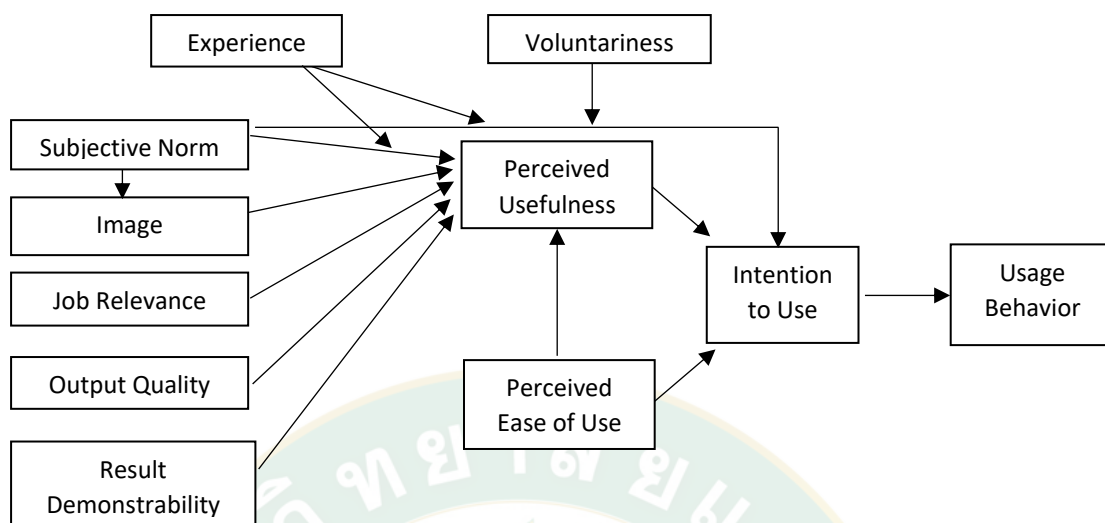 Experience
Voluntariness
Subjective Norm
Perceived
Usefulness
Image
Intention
to Use
Usage
Behavior
Job Relevance
Output Quality
Perceived
Ease of Use
Result
Demonstrability